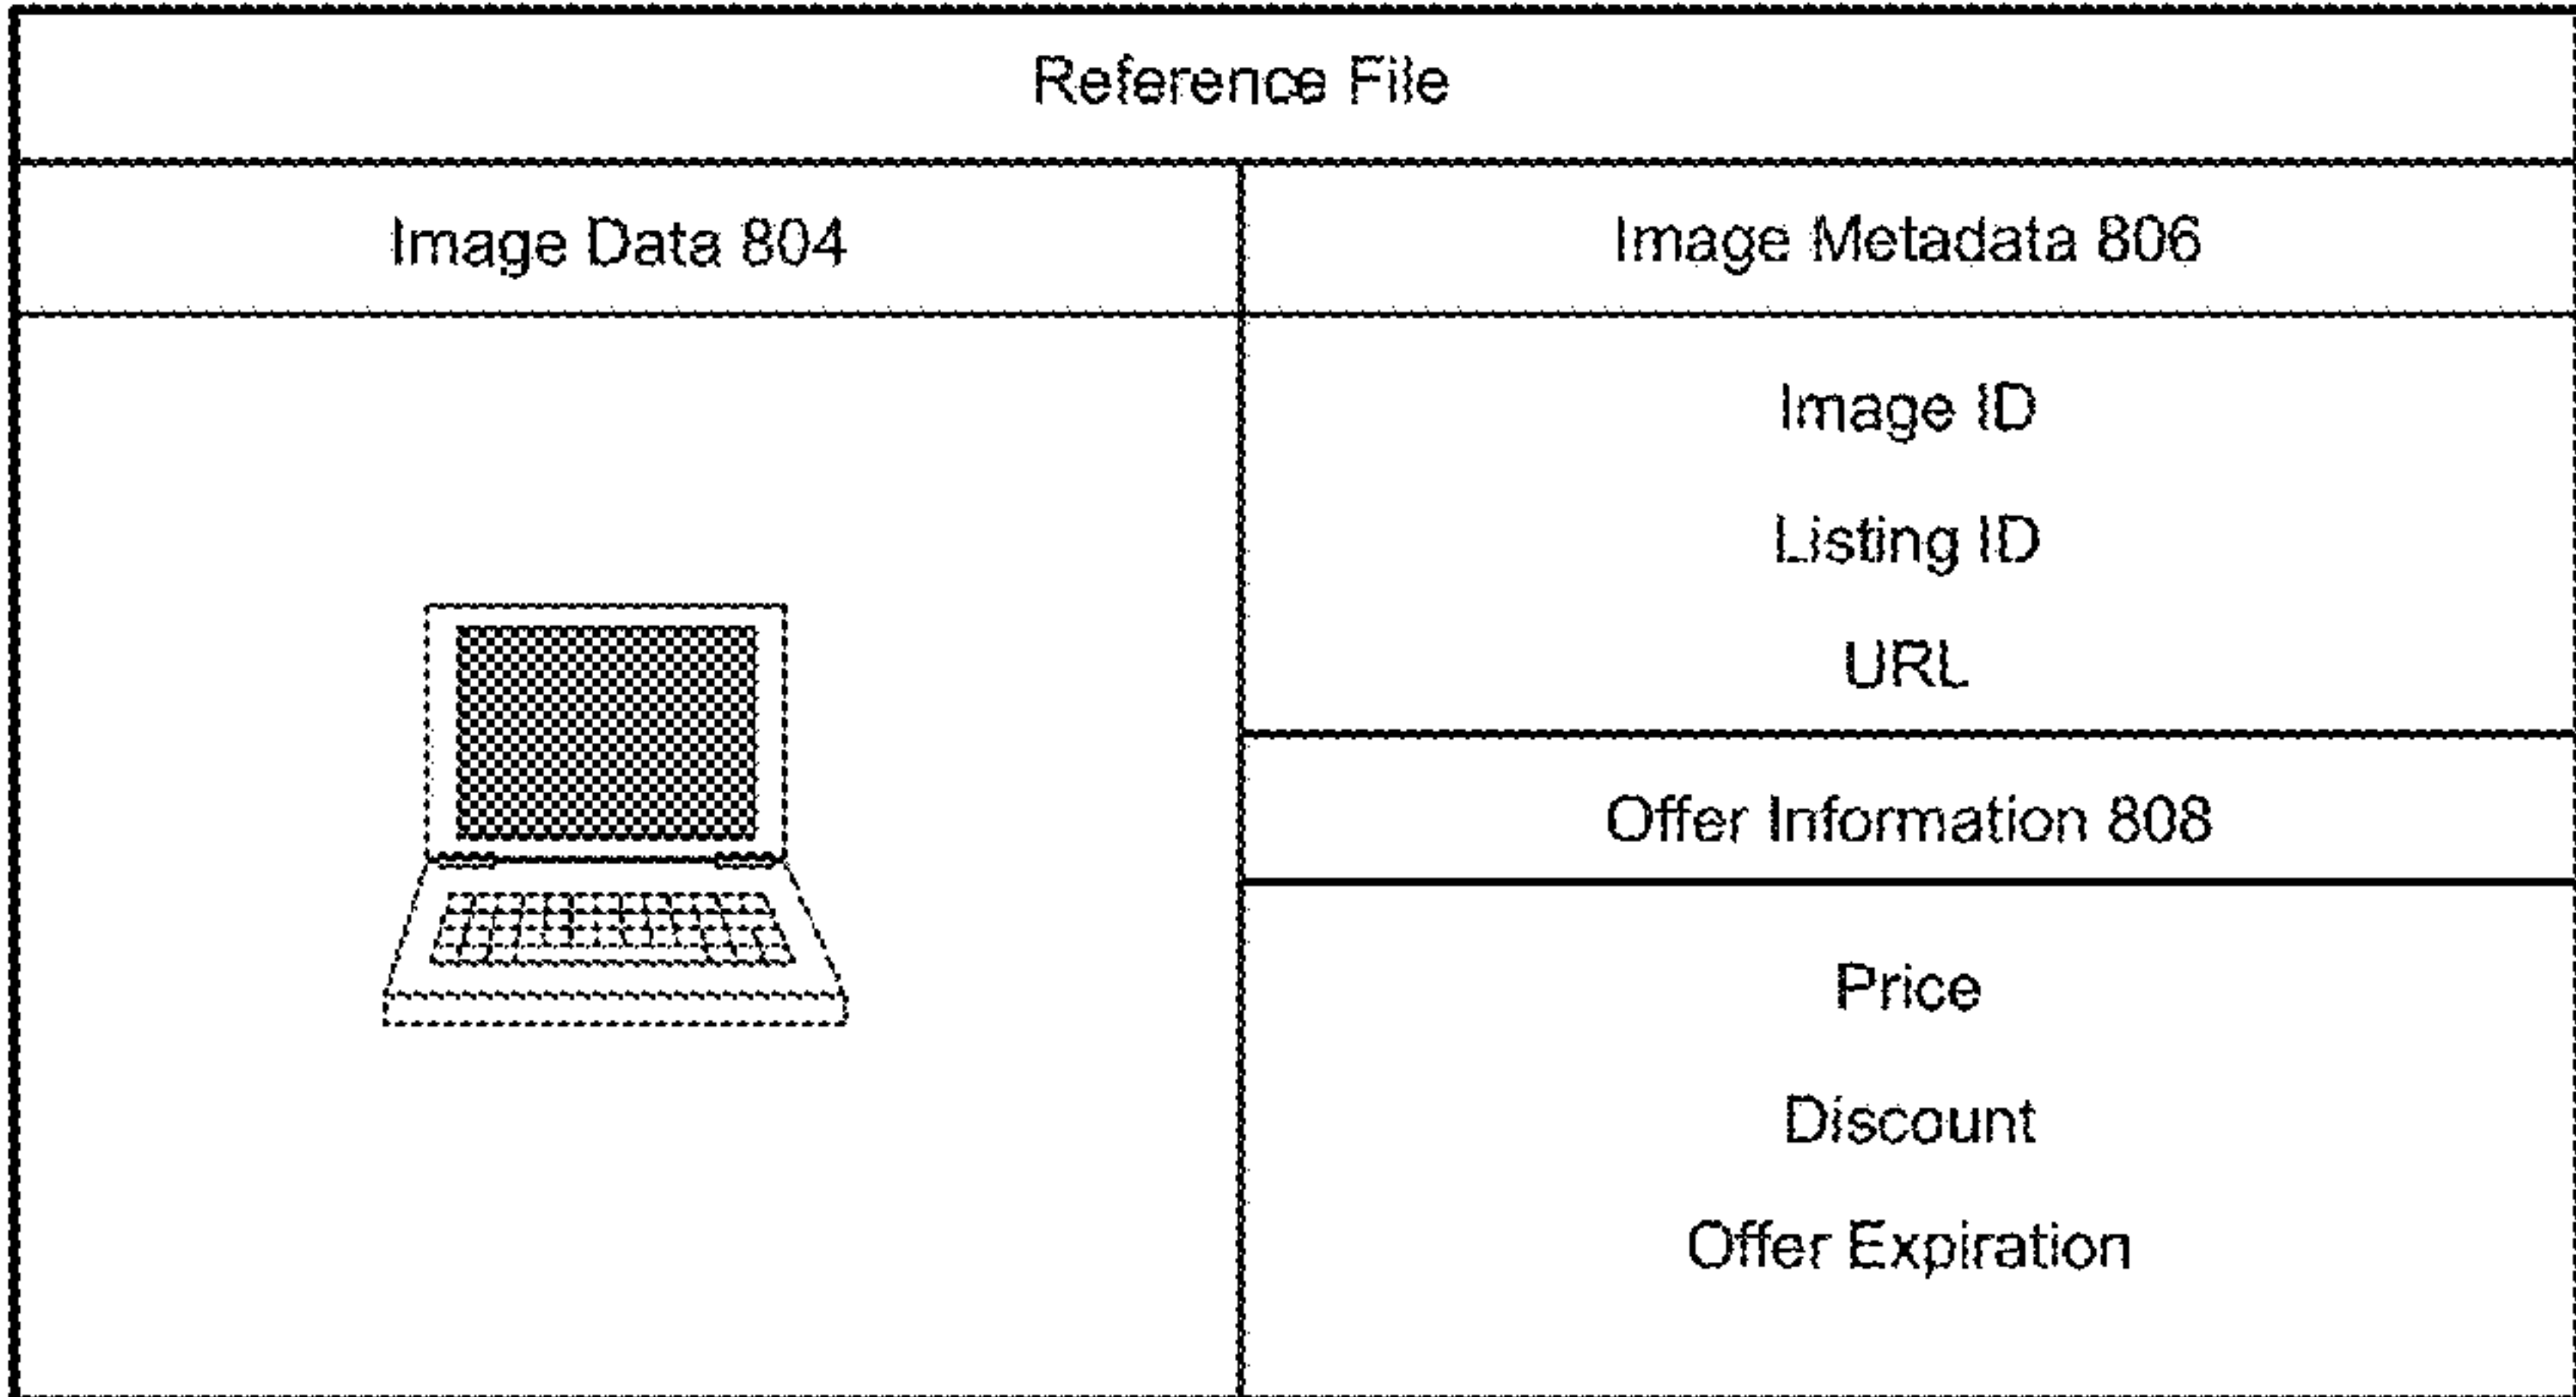 Reference File
Image Data 804
Image Metadata 806
Image ID
Listing ID
URL
Offer Information 808
Price
Discount
Offer Expiration